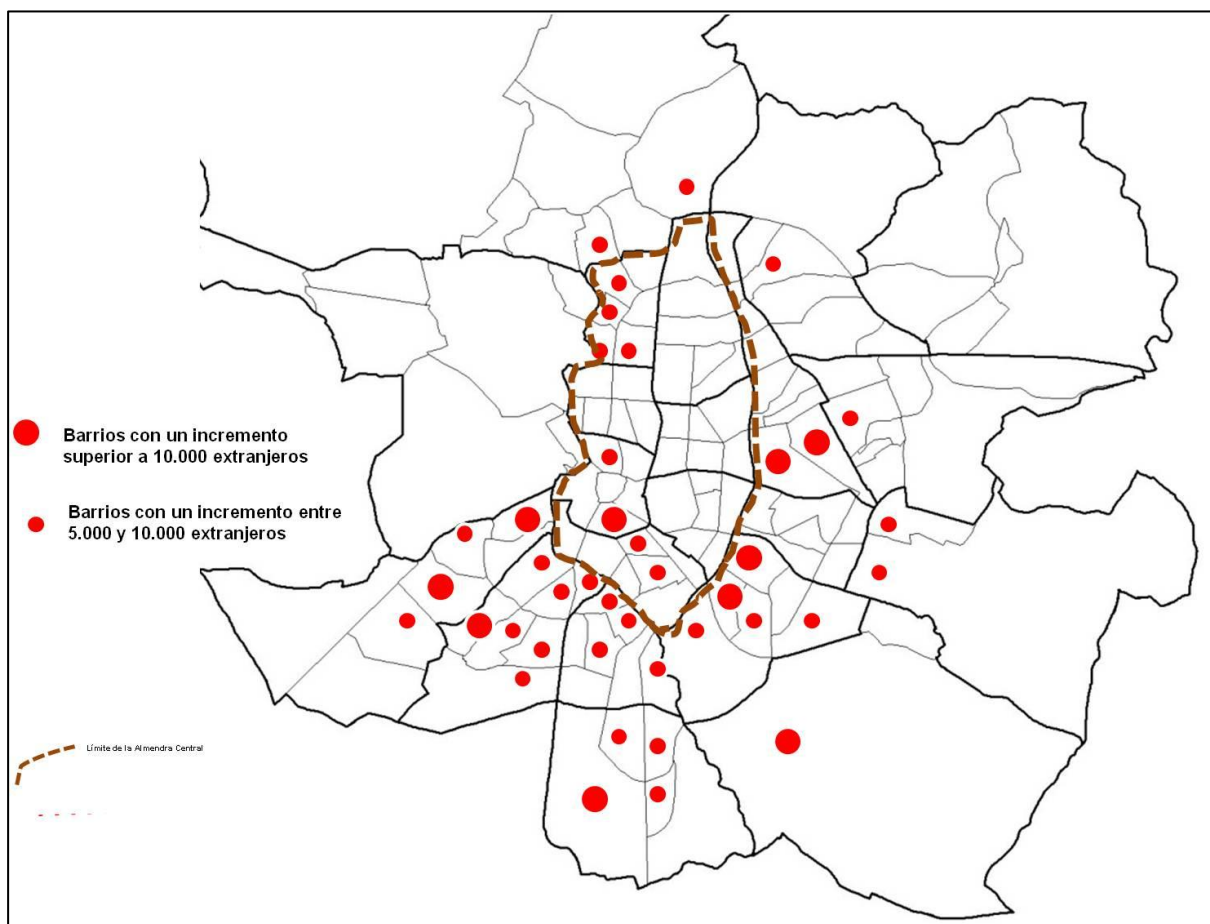 Barrios con un incremento
superior a 10.000 extranjeros
Barrios con un incremento entre
5.000 y 10.000 extranjeros
Límite de la Almendra Central